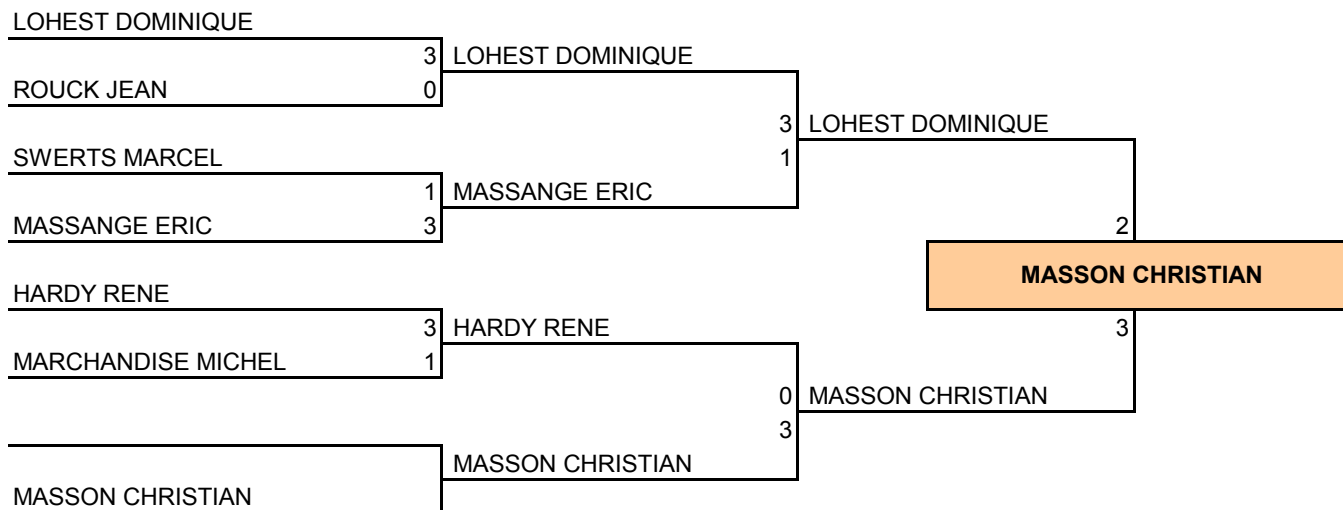 LOHEST DOMINIQUE
3 LOHEST DOMINIQUE
ROUCK JEAN 0
3 LOHEST DOMINIQUE
SWERTS MARCEL 1
1 MASSANGE ERIC
MASSANGE ERIC 3 2
MASSON CHRISTIAN
HARDY RENE
3 HARDY RENE 3
MARCHANDISE MICHEL 1
0 MASSON CHRISTIAN
3
MASSON CHRISTIAN
MASSON CHRISTIAN